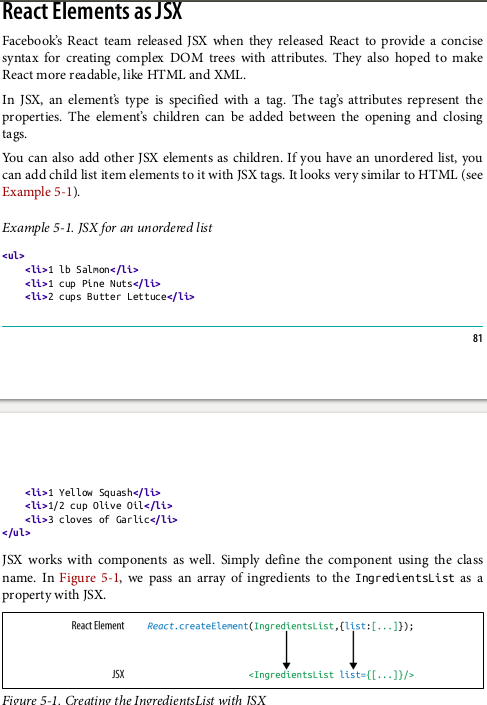 React Elements as JSX
Facebook’s React team released JSX when they released React to provide a concise
syntax for creating complex DOM trees with attributes. They also hoped to make
React more readable, like HTML and XML.
In JSX, an element’s type is specified with a tag. The tag’s attributes represent the
properties. The element’s children can be added between the opening and closing
tags.
You can also add other JSX elements as children. If you have an unordered list, you
can add child list item elements to it with JSX tags. It looks very similar to HTML (see
Example 5-1).
Example 5-1. JSX for an unordered list
<ul>
    <li>1 lb Salmon</li>
    <li>1 cup Pine Nuts</li>
    <li>2 cups Butter Lettuce</li>
81
    <li>1 Yellow Squash</li>
    <li>1/2 cup Olive Oil</li>
    <li>3 cloves of Garlic</li>
</ul>
JSX works with components as well. Simply define the component using the class
name. In Figure 5-1, we pass an array of ingredients to the IngredientsList as a
property with JSX.
React Element React.createElement(IngredientsList,{list:[...]});
JSX <IngredientsList list={[...]}/>
Figure 5-1. Creating the IngredientsList with JSX